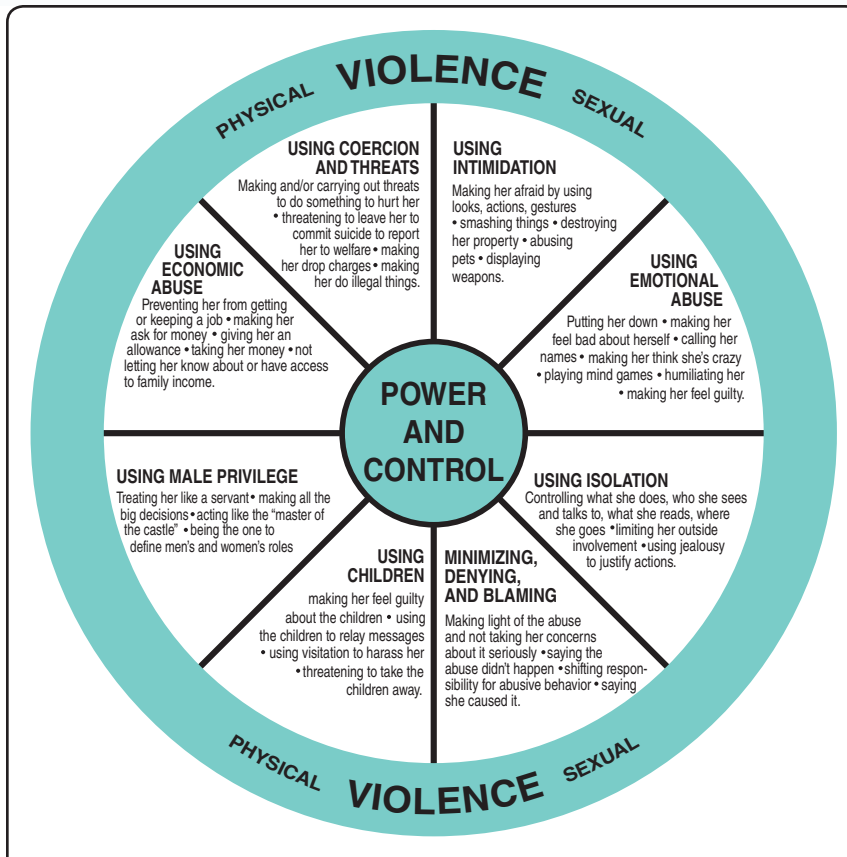 PHYSICAL VIOLENCE SEXUAL
USING COERCION
AND THREATS
Making and/or carrying out threats
to do something to hurt her
• threatening to leave her to
commit suicide to report
her to welfare • making
her drop charges • making
her do illegal things.
USING
INTIMIDATION
Making her afraid by using
looks, actions, gestures
• smashing things • destroying
her property • abusing
pets • displaying
weapons.
USING
ECONOMIC
ABUSE
Preventing her from getting
or keeping a job • making her
ask for money • giving her an
allowance • taking her money • not
letting her know about or have access
to family income.
USING
EMOTIONAL
ABUSE
Putting her down • making her
feel bad about herself • calling her
names • making her think she's crazy
• playing mind games • humiliating her
• making her feel guilty.
POWER
AND
CONTROL
USING MALE PRIVILEGE
Treating her like a servant • making all the
big decisions • acting like the “master of
the castle” • being the one to
define men's and women's roles
USING ISOLATION
Controlling what she does, who she sees
and talks to, what she reads, where
she goes • limiting her outside
involvement • using jealousy
to justify actions.
USING
CHILDREN
making her feel guilty
about the children • using
the children to relay messages
• using visitation to harass her
• threatening to take the
children away.
MINIMIZING,
DENYING,
AND BLAMING
Making light of the abuse
and not taking her concerns
about it seriously • saying the
abuse didn't happen • shifting respon-
sibility for abusive behavior • saying
she caused it.
PHYSICAL VIOLENCE SEXUAL